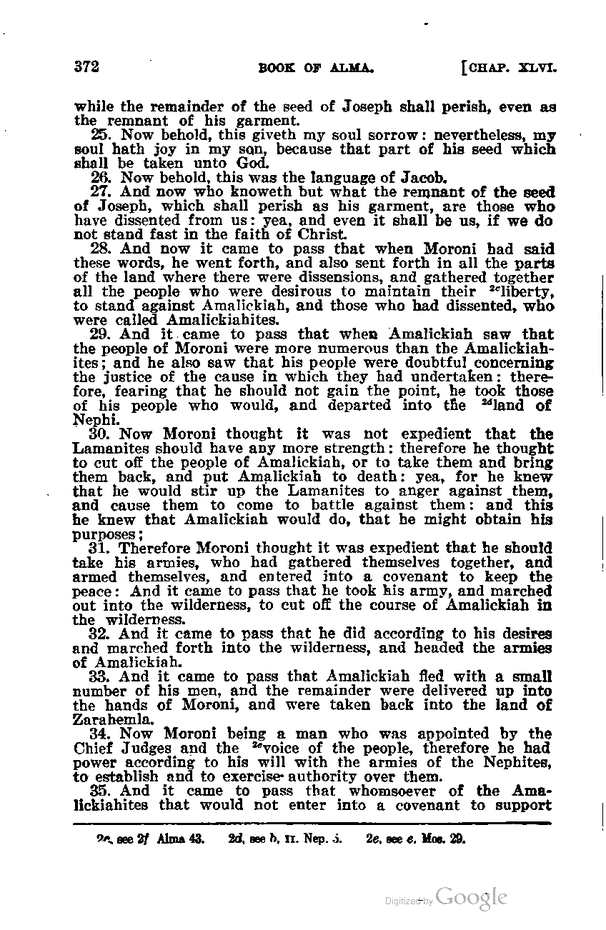 372 BOOK OF ALMA. [CHAP. XLVI.
while the remainder of the seed of Joseph shall perish, even as
the remnant of his garment.
25. Now behold, this giveth my soul sorrow: nevertheless, my
soul hath joy in my son, because that part of his seed which
shall be taken unto God.
26. Now behold, this was the language of Jacob.
27. And now who knoweth but what the remnant of the seed
of Joseph, which shall perish as his garment, are those who
have dissented from us: yea, and even it shall be us, if we do
not stand fast in the faith of Christ.
28. And now it came to pass that when Moroni had said
these words, he went forth, and also sent forth in all the parts
of the land where there were dissensions, and gathered together
all the people who were desirous to maintain their 2cliberty,
to stand against Amalickiah, and those who had dissented, who
were called Amalickiahites.
29. And it came to pass that when Amalickiah saw that
the people of Moroni were more numerous than the Amalickiah-
ites; and he also saw that his people were doubtful concerning
the justice of the cause in which they had undertaken: there-
fore, fearing that he should not gain the point, he took those
of his people who would, and departed into the 2dland of
Nephi.
30. Now Moroni thought it was not expedient that the
Lamanites should have any more strength: therefore he thought
to cut off the people of Amalickiah, or to take them and bring
them back, and put Amalickiah to death: yea, for he knew
that he would stir up the Lamanites to anger against them,
and cause them to come to battle against them: and this
he knew that Amalickiah would do, that he might obtain his
purposes;
31. Therefore Moroni thought it was expedient that he should
take his armies, who had gathered themselves together, and
armed themselves, and entered into a covenant to keep the
peace: And it came to pass that he took his army, and marched
out into the wilderness, to cut off the course of Amalickiah in
the wilderness.
32. And it came to pass that he did according to his desires
and marched forth into the wilderness, and headed the armies
of Amalickiah.
33. And it came to pass that Amalickiah fled with a small
number of his men, and the remainder were delivered up into
the hands of Moroni, and were taken back into the land of
Zarahemla.
34. Now Moroni being a man who was appointed by the
Chief Judges and the 2evoice of the people, therefore he had
power according to his will with the armies of the Nephites,
to establish and to exercise authority over them.
35. And it came to pass that whomsoever of the Ama-
lickiahites that would not enter into a covenant to support
2c, see 2f Alma 43. 2d, see b, II. Nep. 5. 2e, see e, Mos. 29.
Digitized by Google